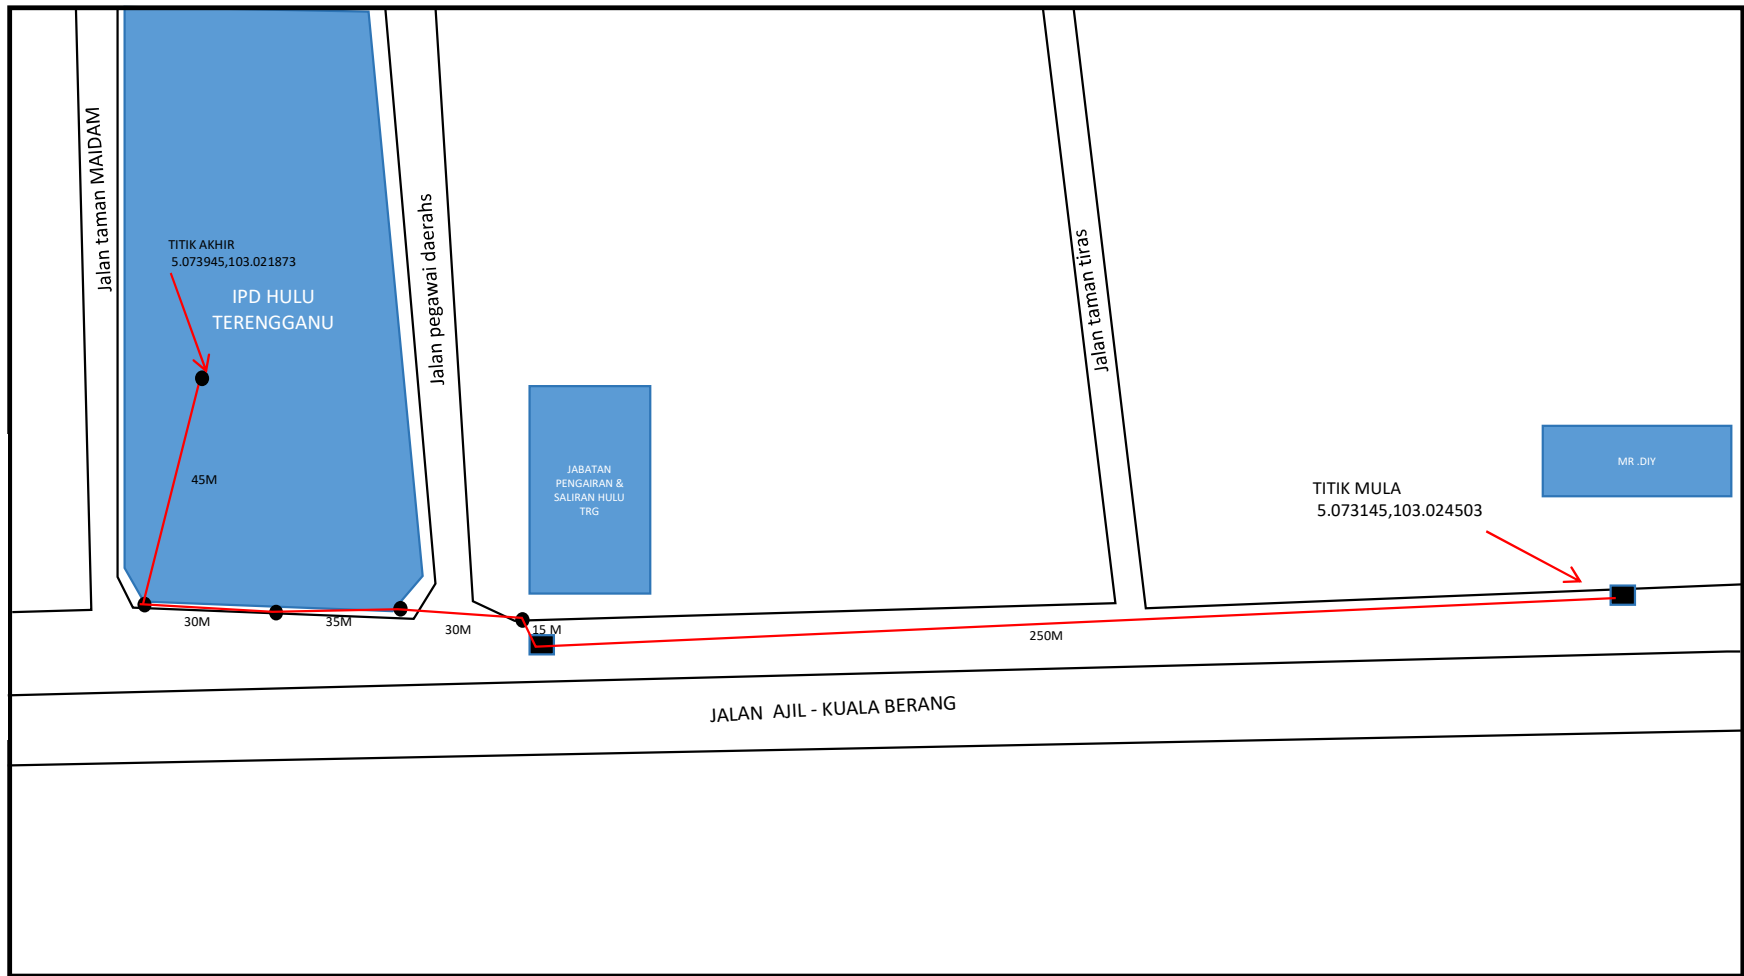 Jalan taman MAIDAM
TITIK AKHIR
5.073945,103.021873
IPD HULU
TERENGGANU
Jalan pegawai daerahs
Jalan taman tiras
45M
JABATAN
PENGAIRAN &
SALIRAN HULU
TRG
MR .DIY
TITIK MULA
5.073145,103.024503
30M
35M
30M
15 M
250M
JALAN AJIL - KUALA BERANG